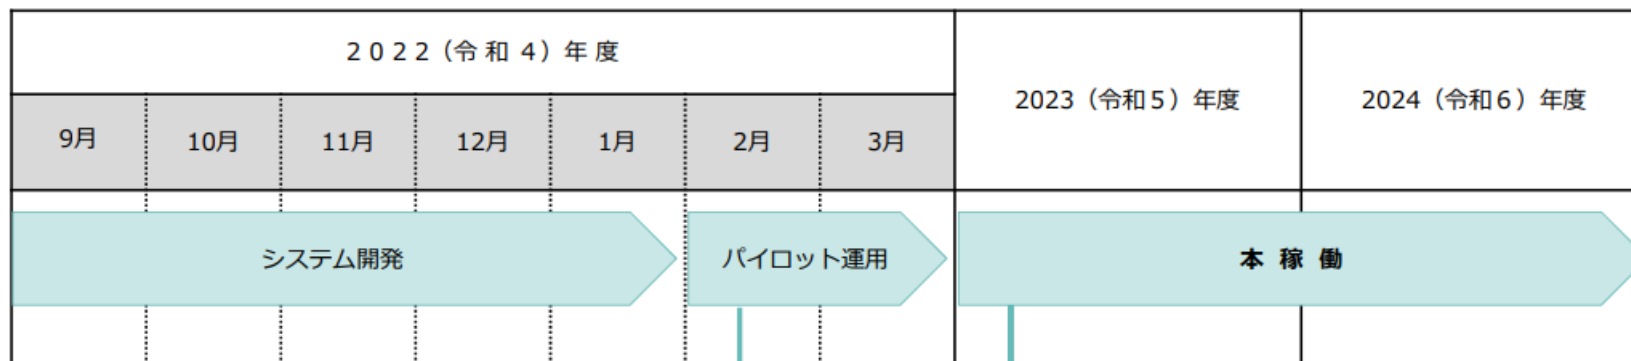 ２０２２（令和４）年度
2023（令和５）年度
2024（令和６）年度
9月
10月
11月
12月
1月
2月
3月
システム開発
パイロット運用
本稼働